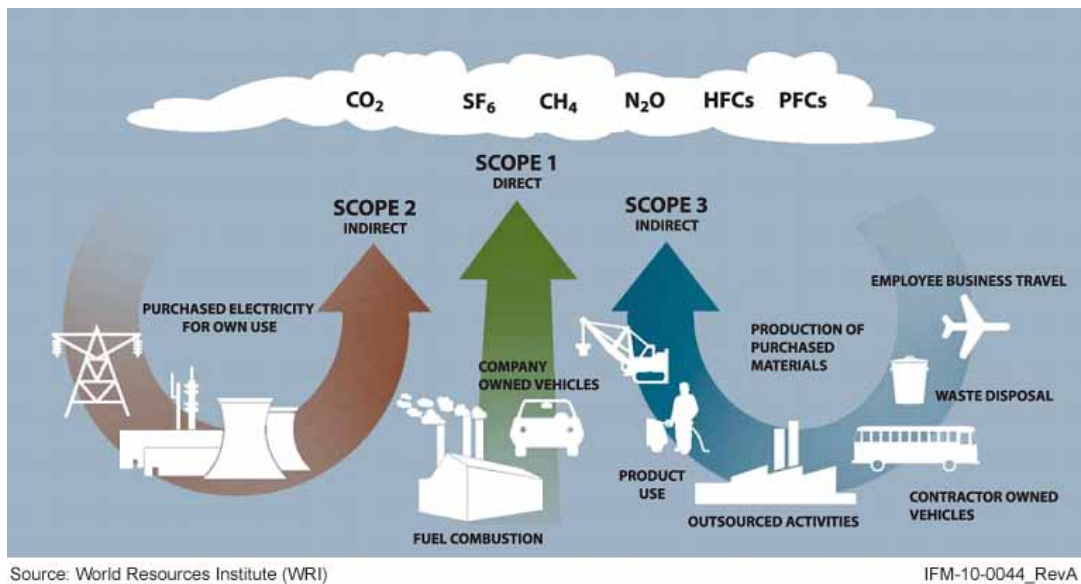 CO₂ SF₆ CH₄ N₂O HFCs PFCs
SCOPE 1
DIRECT
SCOPE 2
INDIRECT
SCOPE 3
INDIRECT
PURCHASED ELECTRICITY
FOR OWN USE
COMPANY
OWNED VEHICLES
FUEL COMBUSTION
EMPLOYEE BUSINESS TRAVEL
PRODUCTION OF
PURCHASED
MATERIALS
WASTE DISPOSAL
PRODUCT
USE
OUTSOURCED ACTIVITIES
CONTRACTOR OWNED
VEHICLES
Source: World Resources Institute (WRI)
IFM-10-0044_RevA